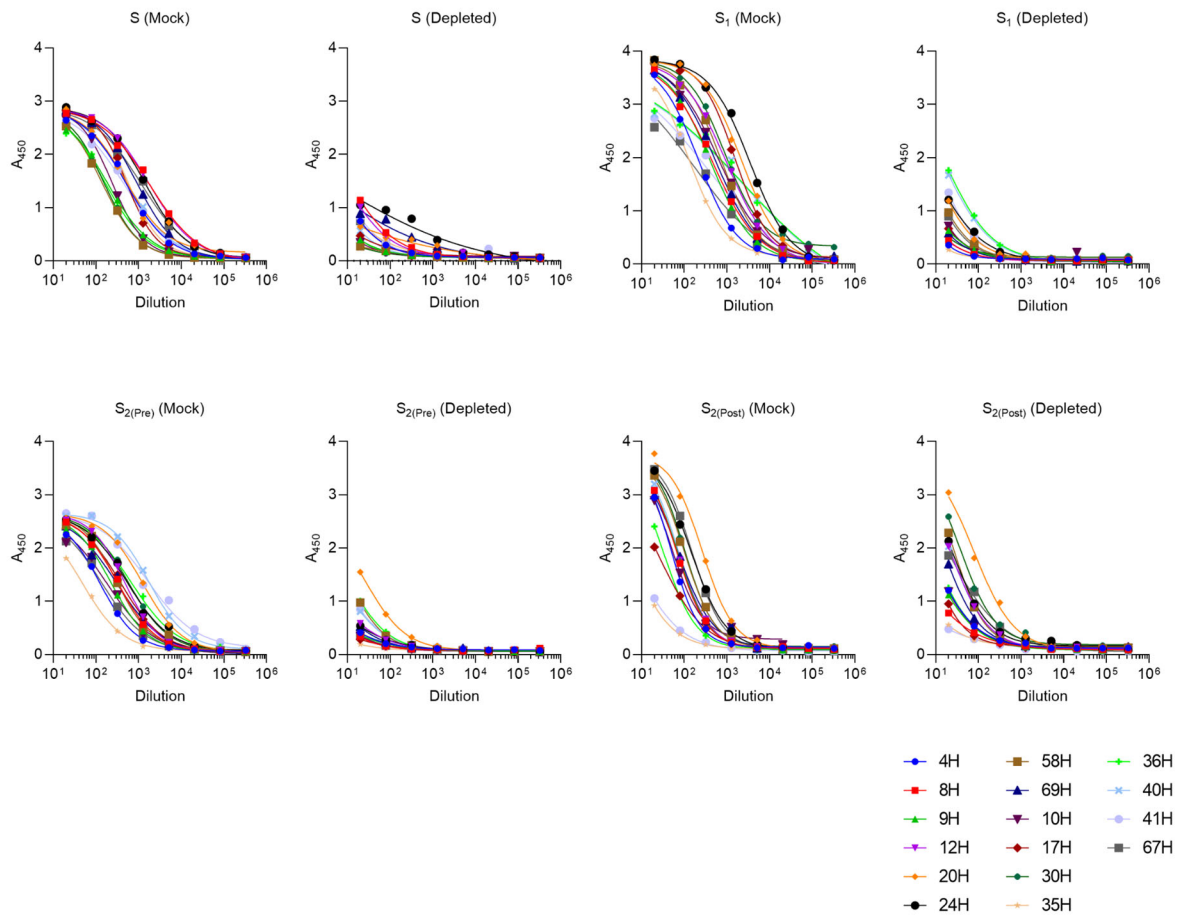 S (Mock)
S (Depleted)
S₁ (Mock)
S₁ (Depleted)
4
3
2
1
0
A₄₅₀
10¹ 10² 10³ 10⁴ 10⁵ 10⁶
Dilution
4
3
2
1
0
A₄₅₀
10¹ 10² 10³ 10⁴ 10⁵ 10⁶
Dilution
4
3
2
1
0
A₄₅₀
10¹ 10² 10³ 10⁴ 10⁵ 10⁶
Dilution
4
3
2
1
0
A₄₅₀
10¹ 10² 10³ 10⁴ 10⁵ 10⁶
Dilution
S₂₍Pre₎ (Mock)
S₂₍Pre₎ (Depleted)
S₂₍Post₎ (Mock)
S₂₍Post₎ (Depleted)
4
3
2
1
0
A₄₅₀
10¹ 10² 10³ 10⁴ 10⁵ 10⁶
Dilution
4
3
2
1
0
A₄₅₀
10¹ 10² 10³ 10⁴ 10⁵ 10⁶
Dilution
4
3
2
1
0
A₄₅₀
10¹ 10² 10³ 10⁴ 10⁵ 10⁶
Dilution
4
3
2
1
0
A₄₅₀
10¹ 10² 10³ 10⁴ 10⁵ 10⁶
Dilution
4H
8H
9H
12H
20H
24H
58H
69H
10H
17H
30H
35H
36H
40H
41H
67H